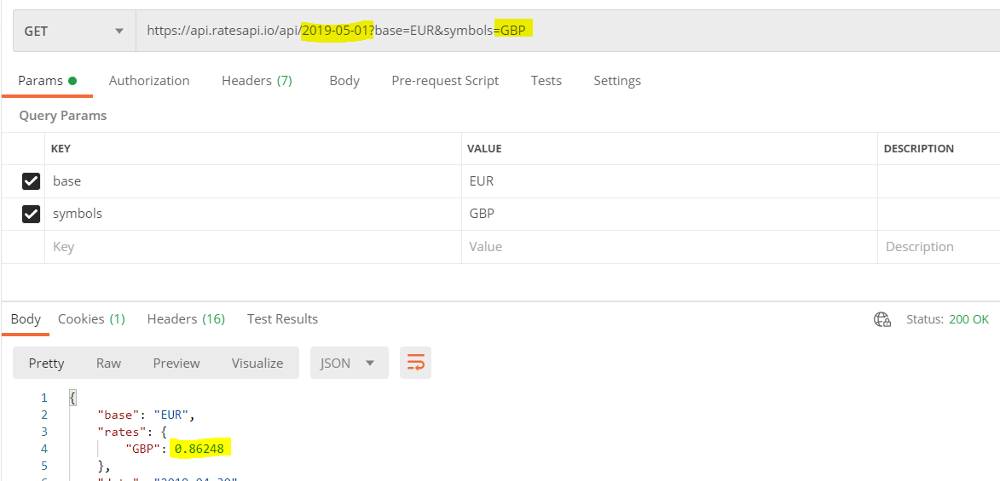 GET https://api.ratesapi.io/api/2019-05-01?base=EUR&symbols=GBP
Params Authorization Headers (7) Body Pre-request Script Tests Settings
Query Params
KEY VALUE DESCRIPTION
base EUR
symbols GBP
Key Value Description
Body Cookies (1) Headers (16) Test Results Status: 200 OK
Pretty Raw Preview Visualize JSON
1 {
2 "base": "EUR",
3 "rates": {
4 "GBP": 0.86248
5 },